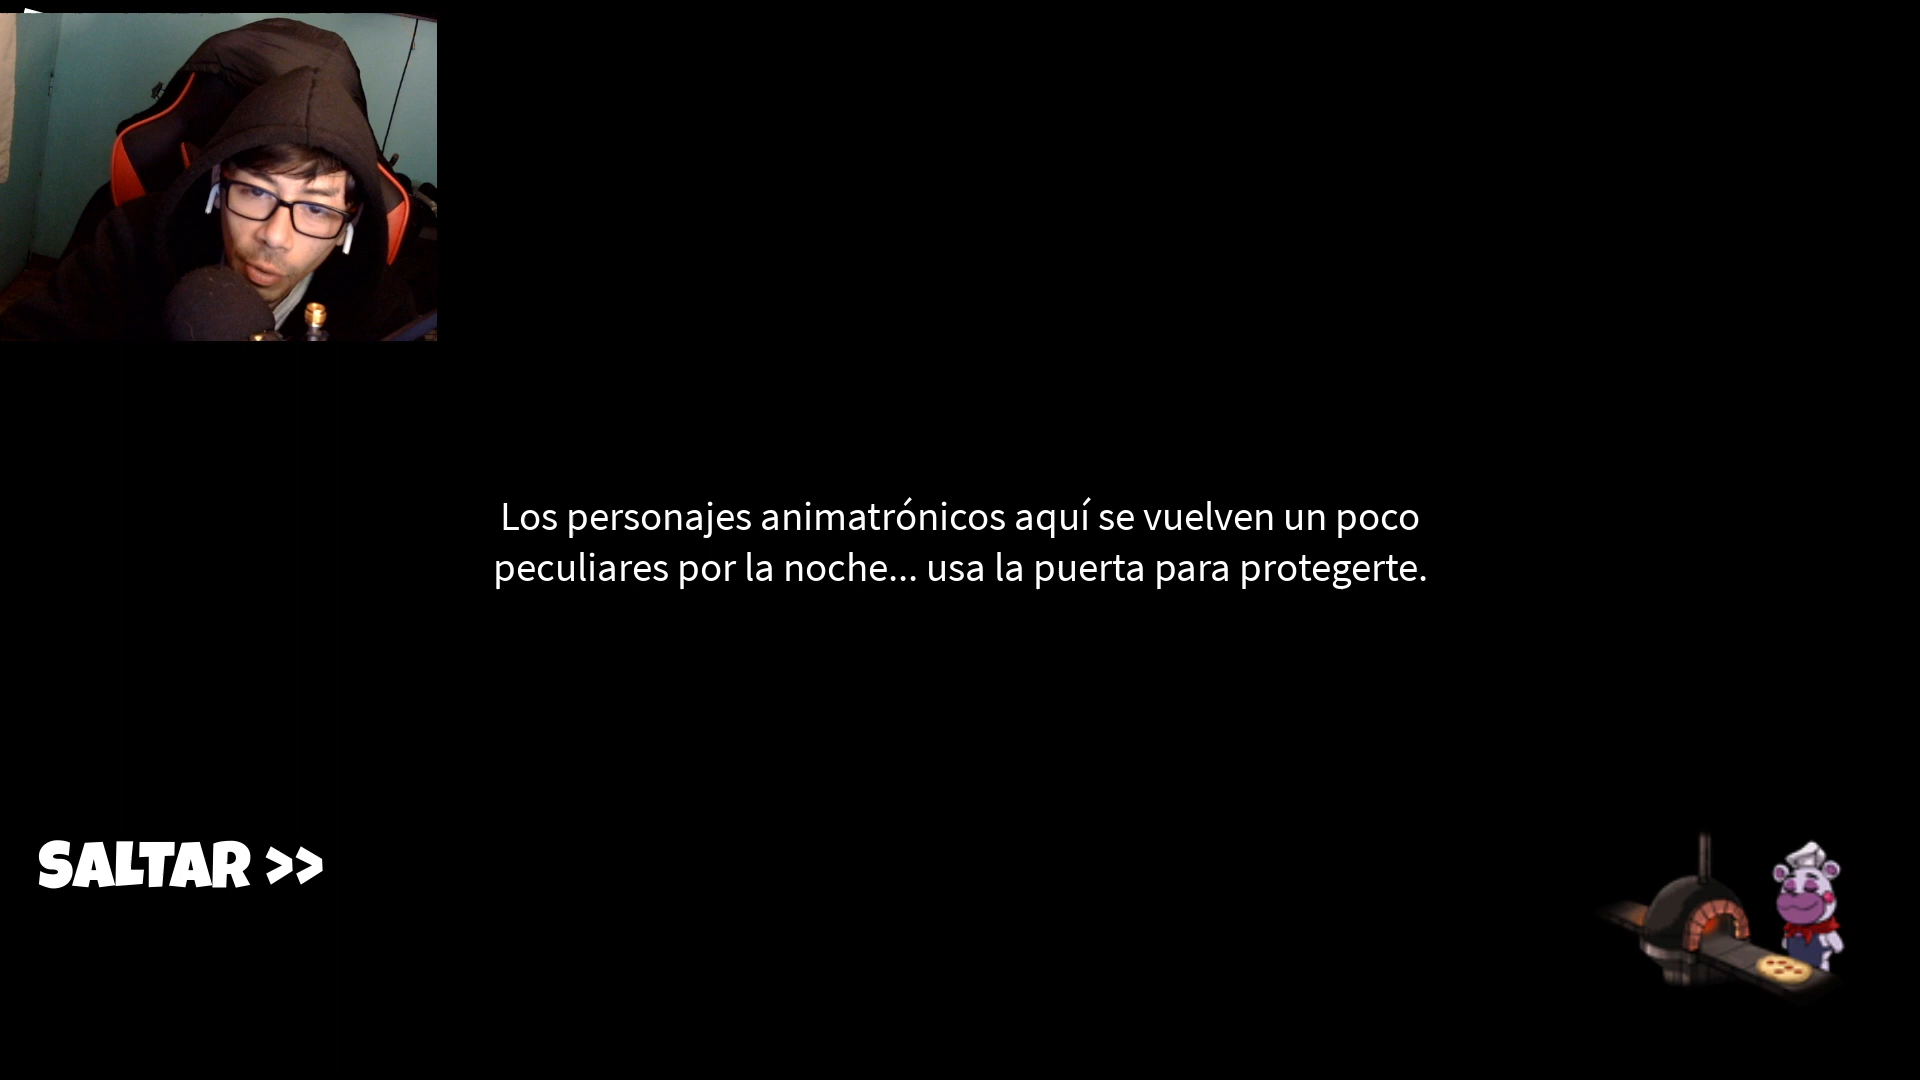 Los personajes animatrónicos aquí se vuelven un poco
peculiares por la noche... usa la puerta para protegerte.
SALTAR >>